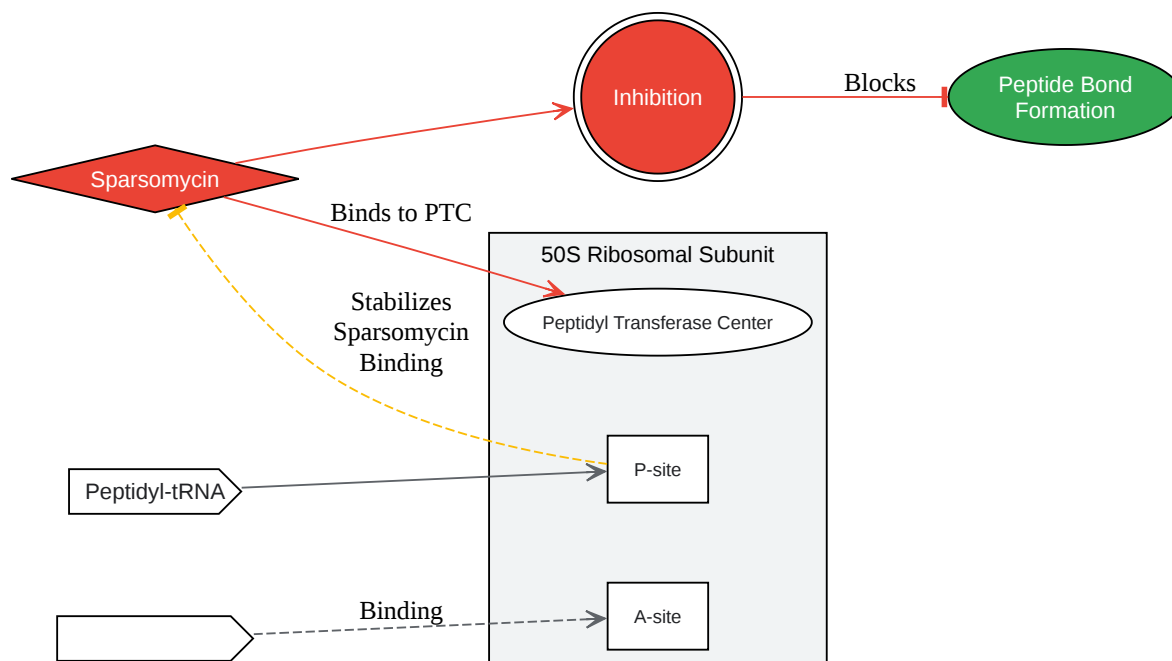 Inhibition
Blocks
Peptide Bond
Formation
Sparsomycin
Binds to PTC
50S Ribosomal Subunit
Peptidyl Transferase Center
Stabilizes
Sparsomycin
Binding
P-site
Peptidyl-tRNA
Binding
A-site